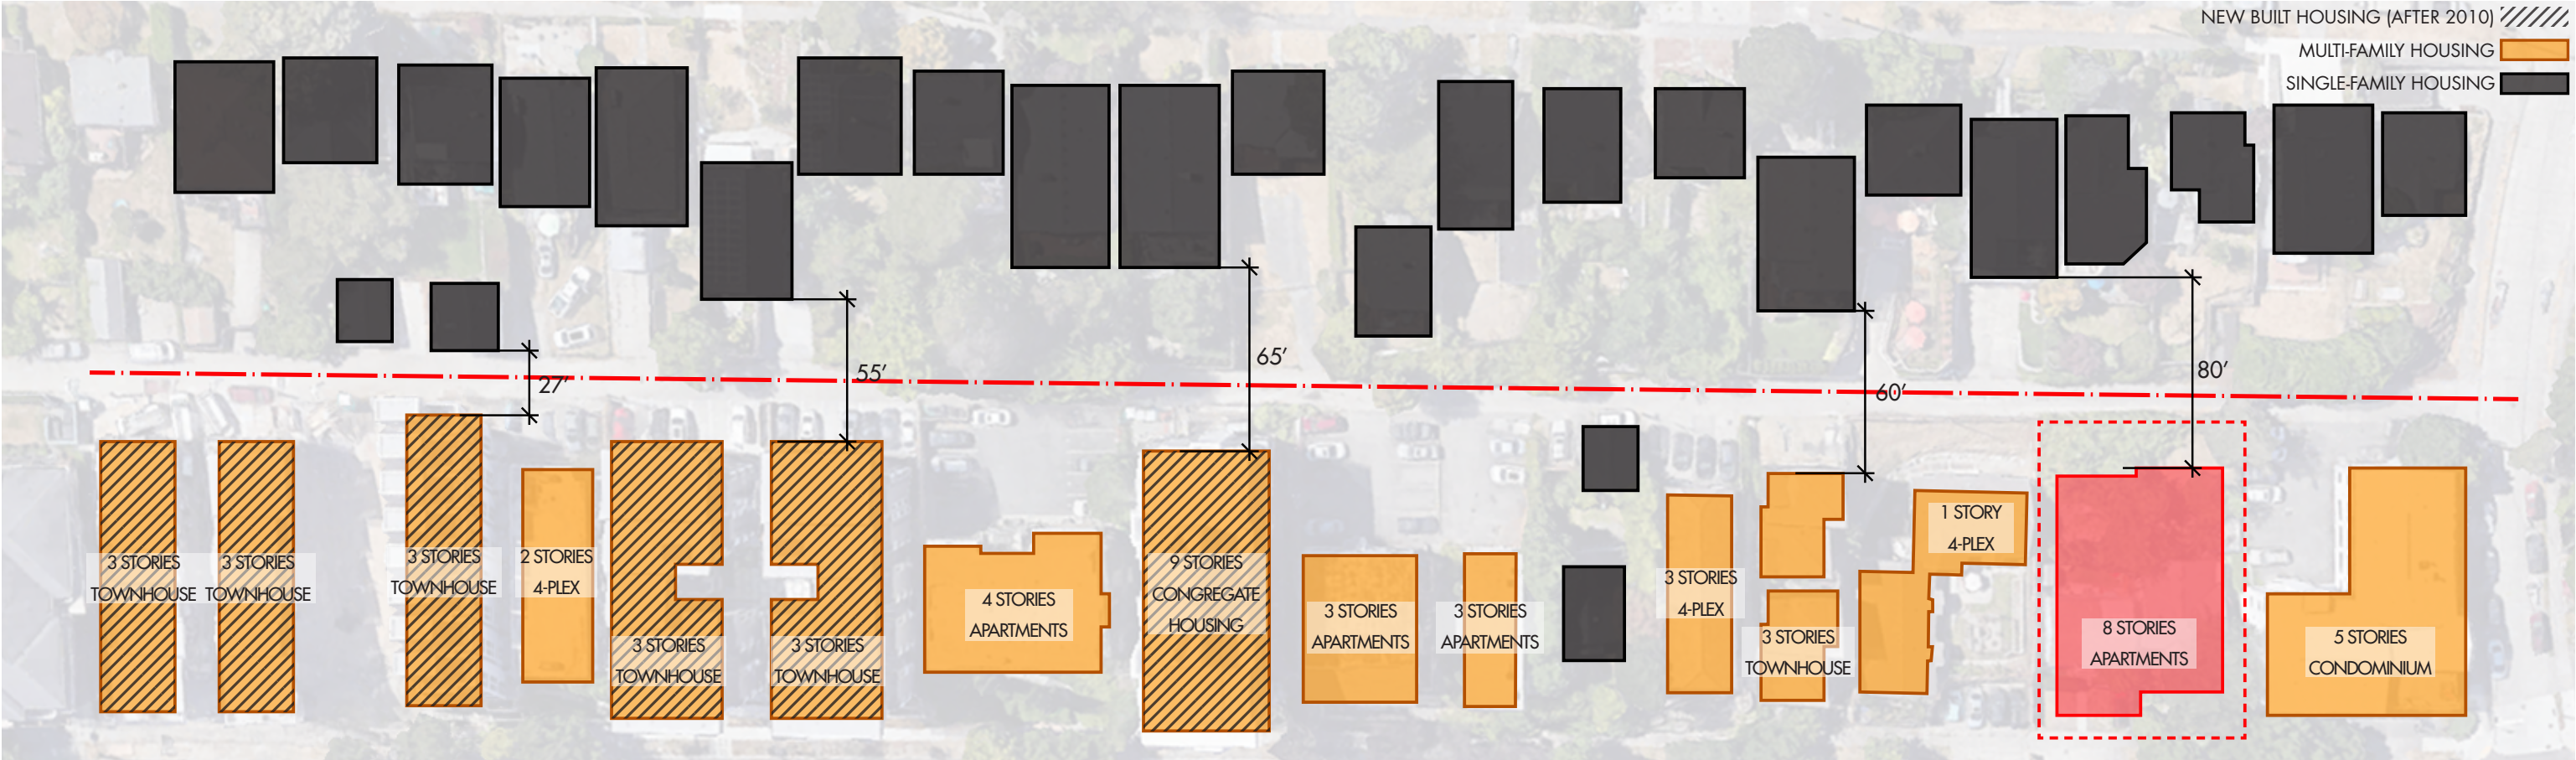 NEW BUILT HOUSING (AFTER 2010)
MULTI-FAMILY HOUSING
SINGLE-FAMILY HOUSING
27’
55’
65’
60’
80’
3 STORIES
TOWNHOUSE
3 STORIES
TOWNHOUSE
3 STORIES
TOWNHOUSE
2 STORIES
4-PLEX
3 STORIES
TOWNHOUSE
3 STORIES
TOWNHOUSE
4 STORIES
APARTMENTS
9 STORIES
CONGREGATE
HOUSING
3 STORIES
APARTMENTS
3 STORIES
APARTMENTS
3 STORIES
4-PLEX
3 STORIES
TOWNHOUSE
1 STORY
4-PLEX
8 STORIES
APARTMENTS
5 STORIES
CONDOMINIUM